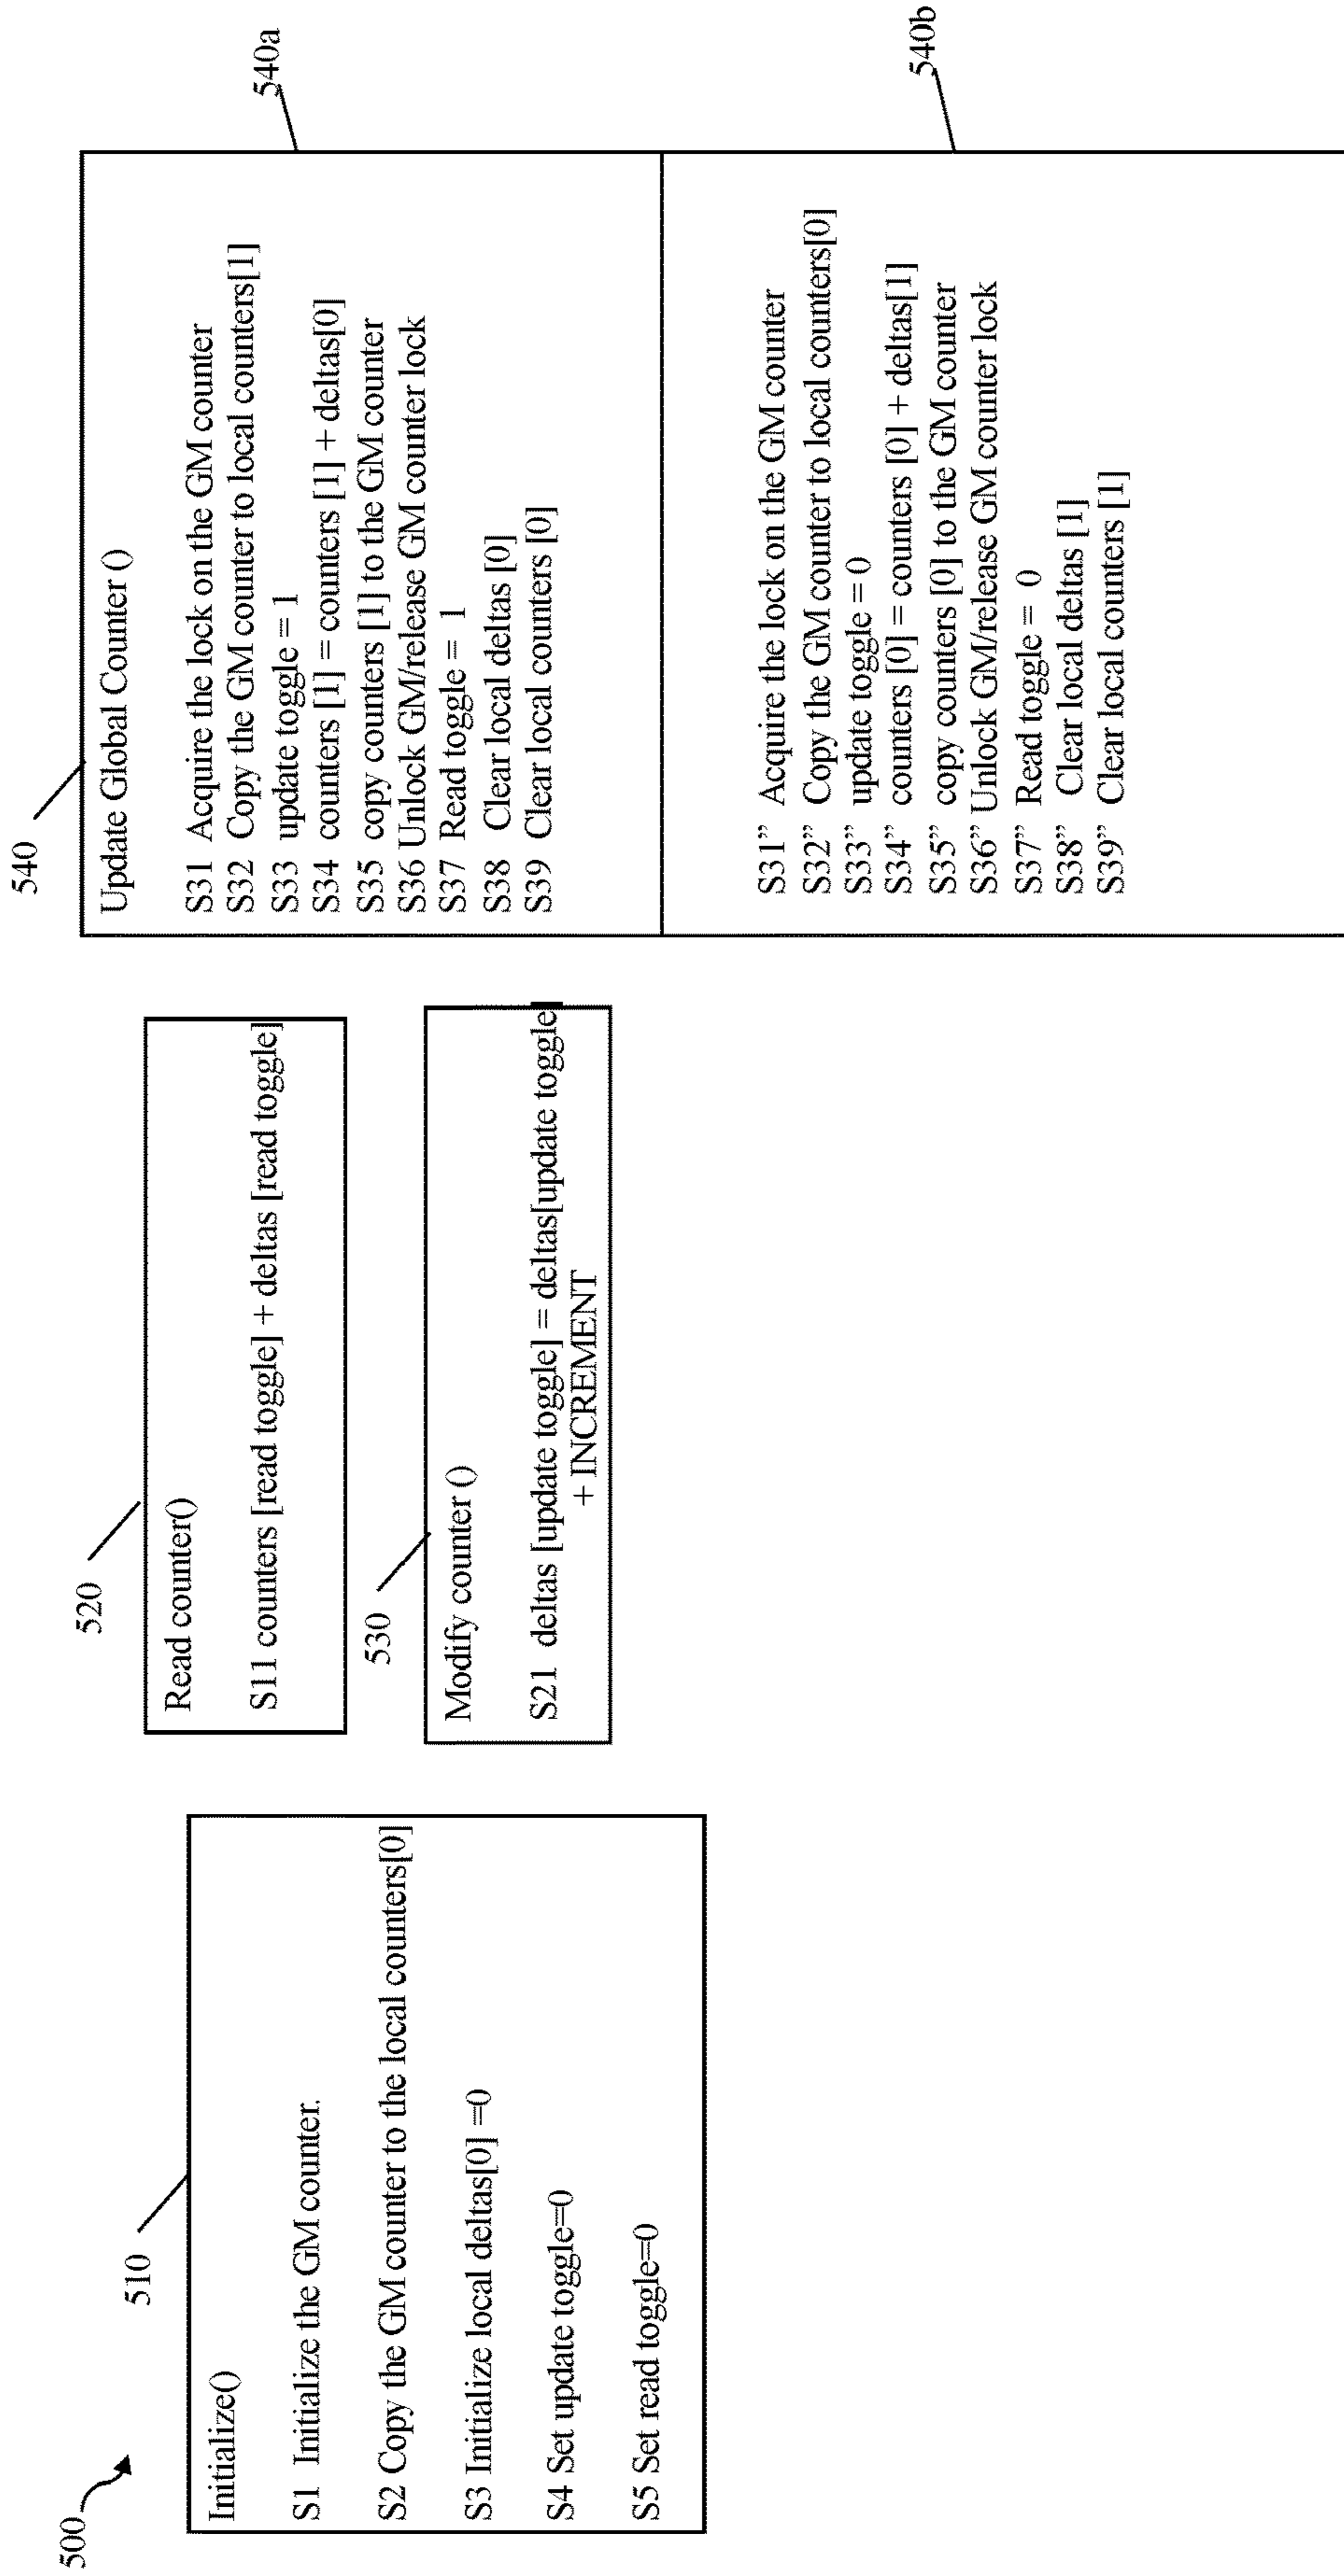 500
510
Initialize()
S1 Initialize the GM counter.
S2 Copy the GM counter to the local counters[0]
S3 Initialize local deltas[0] =0
S4 Set update toggle=0
S5 Set read toggle=0
520
Read counter()
S11 counters [read toggle] + deltas [read toggle]
530
Modify counter ()
S21 deltas [update toggle] = deltas[update toggle]
+ INCREMENT
540
Update Global Counter ()
540a
S31 Acquire the lock on the GM counter
S32 Copy the GM counter to local counters[1]
S33 update toggle = 1
S34 counters [1] = counters [1] + deltas[0]
S35 copy counters [1] to the GM counter
S36 Unlock GM/release GM counter lock
S37 Read toggle = 1
S38 Clear local deltas [0]
S39 Clear local counters [0]
540b
S31” Acquire the lock on the GM counter
S32” Copy the GM counter to local counters[0]
S33” update toggle = 0
S34” counters [0] = counters [0] + deltas[1]
S35” copy counters [0] to the GM counter
S36” Unlock GM/release GM counter lock
S37” Read toggle = 0
S38” Clear local deltas [1]
S39” Clear local counters [1]